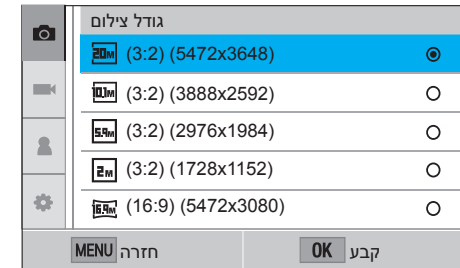 גודל צילום
20M (3:2) (5472x3648)
10.1M (3:2) (3888x2592)
5.9M (3:2) (2976x1984)
2M (3:2) (1728x1152)
16.9M (16:9) (5472x3080)
MENU חזרה
OK קבע